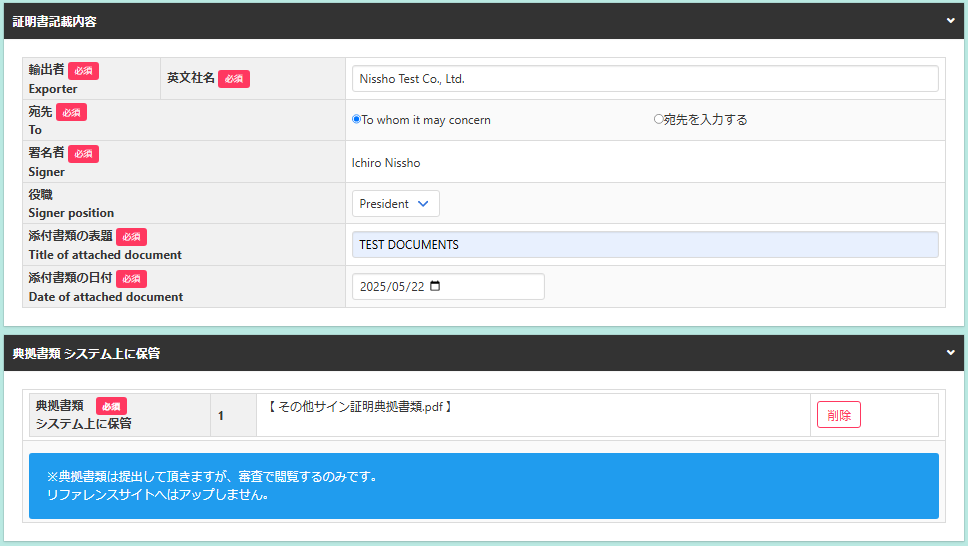 証明書記載内容
輸出者 必須
Exporter
英文社名 必須
Nissho Test Co., Ltd.
宛先 必須
To
To whom it may concern
宛先を入力する
署名者 必須
Signer
Ichiro Nissho
役職
Signer position
President
添付書類の表題 必須
Title of attached document
TEST DOCUMENTS
添付書類の日付 必須
Date of attached document
2025/05/22
典拠書類 システム上に保管
典拠書類 必須
システム上に保管
1
【 その他サイン証明典拠書類.pdf 】
削除
※典拠書類は提出して頂きますが、審査で閲覧するのみです。
リファレンスサイトへはアップしません。